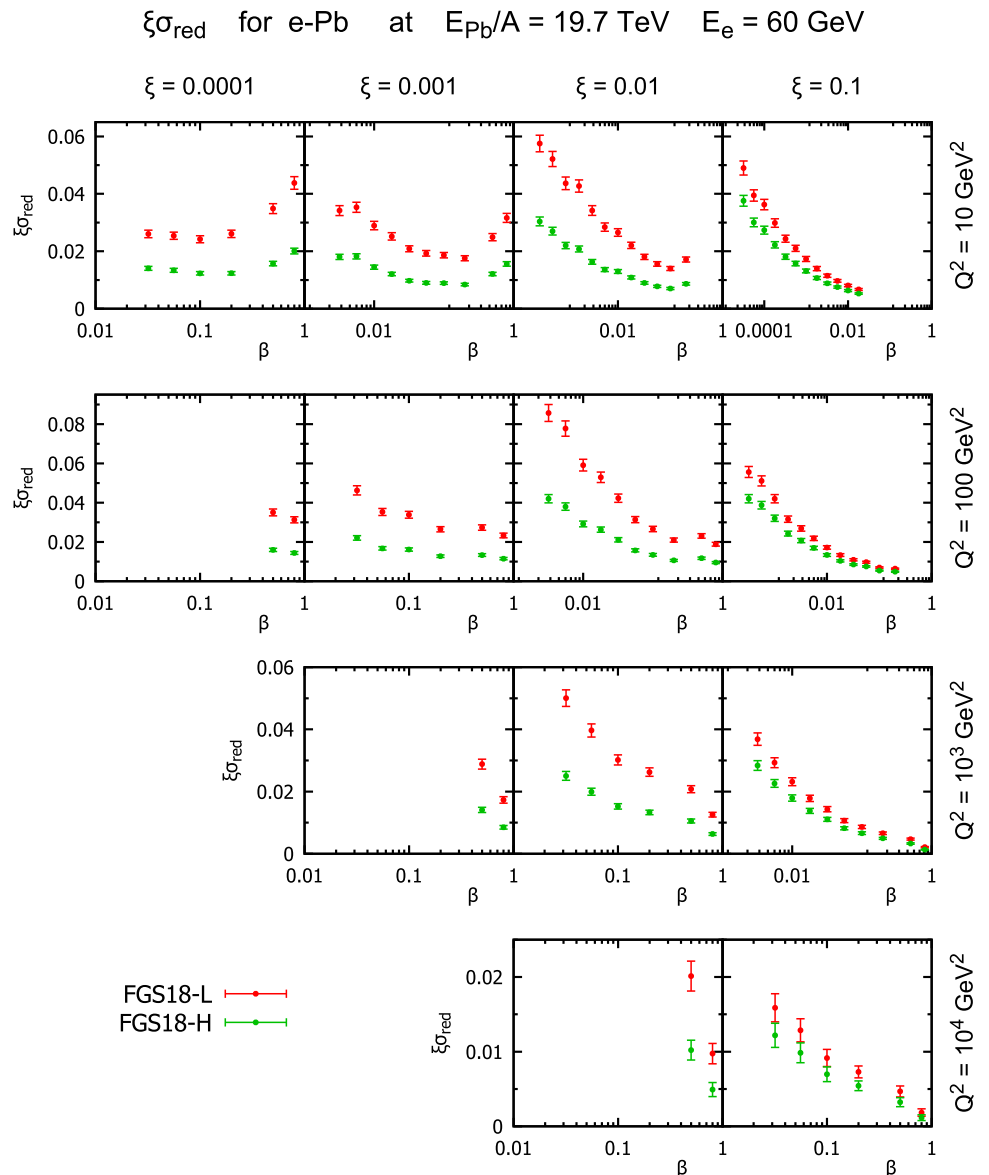 ξσred for e-Pb at EPb/A = 19.7 TeV Ee = 60 GeV
ξ = 0.0001 ξ = 0.001 ξ = 0.01 ξ = 0.1
0.06
0.04
0.02
0
ξσred
0.01 0.1 1 0.01 1 0.01 1 0.0001 0.01 1
β β β β
Q² = 10 GeV²
0.08
0.06
0.04
0.02
0
ξσred
0.01 0.1 1 0.1 1 0.01 1 0.01 1
β β β β
Q² = 100 GeV²
0.06
0.04
0.02
0
ξσred
0.01 0.1 1 0.1 1 0.01 1
β β β
Q² = 10³ GeV²
0.02
0.01
0
ξσred
0.01 0.1 1 0.1 1
β β
Q² = 10⁴ GeV²
FGS18-L
FGS18-H